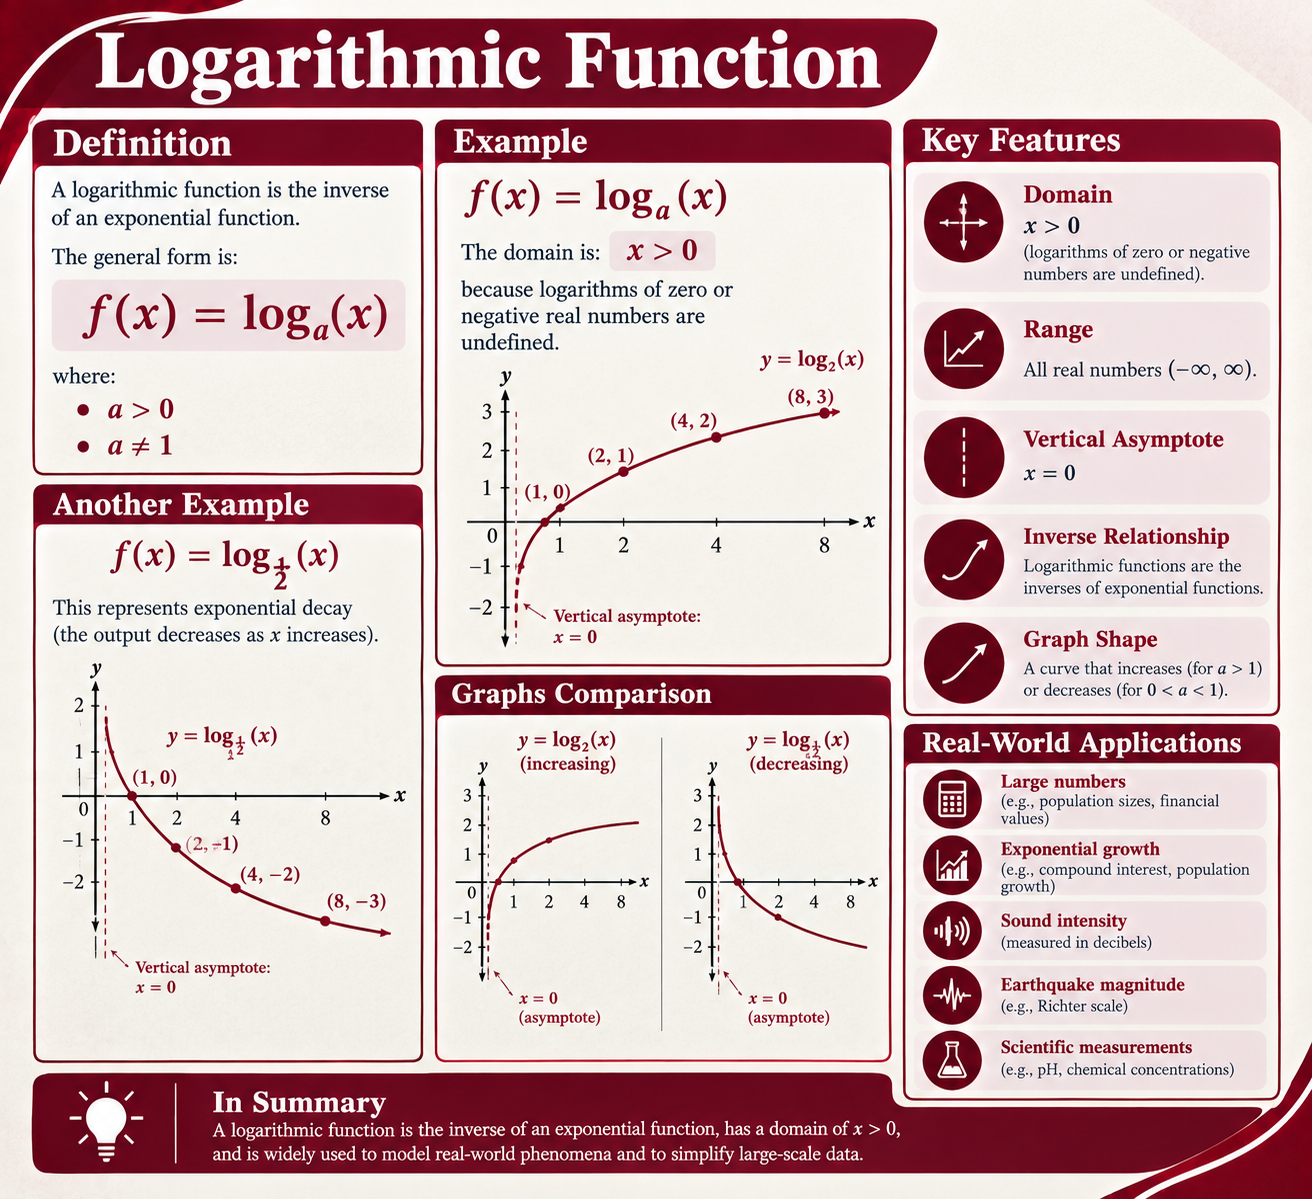 Logarithmic Function
Definition
A logarithmic function is the inverse
of an exponential function.
The general form is:
f(x) = logₐ(x)
where:
• a > 0
• a ≠ 1
Another Example
f(x) = log½(x)
This represents exponential decay
(the output decreases as x increases).
y
2
1
y = log½(x)
(1, 0)
x
0
1
2
4
8
−1
(2, −1)
−2
(4, −2)
(8, −3)
Vertical asymptote:
x = 0
Example
f(x) = logₐ(x)
The domain is: x > 0
because logarithms of zero or
negative real numbers are
undefined.
y = log₂(x)
y
(8, 3)
3
(4, 2)
2
(2, 1)
1
(1, 0)
x
0
1
2
4
8
−1
−2
Vertical asymptote:
x = 0
Graphs Comparison
y = log₂(x)
(increasing)
y
3
2
1
x
0
1
2
4
8
−1
−2
x = 0
(asymptote)
y = log½(x)
(decreasing)
y
3
2
1
x
0
1
2
4
8
−1
−2
x = 0
(asymptote)
Key Features
Domain
x > 0
(logarithms of zero or negative
numbers are undefined).
Range
All real numbers (−∞, ∞).
Vertical Asymptote
x = 0
Inverse Relationship
Logarithmic functions are the
inverses of exponential functions.
Graph Shape
A curve that increases (for a > 1)
or decreases (for 0 < a < 1).
Real-World Applications
Large numbers
(e.g., population sizes, financial
values)
Exponential growth
(e.g., compound interest, population
growth)
Sound intensity
(measured in decibels)
Earthquake magnitude
(e.g., Richter scale)
Scientific measurements
(e.g., pH, chemical concentrations)
In Summary
A logarithmic function is the inverse of an exponential function, has a domain of x > 0,
and is widely used to model real-world phenomena and to simplify large-scale data.